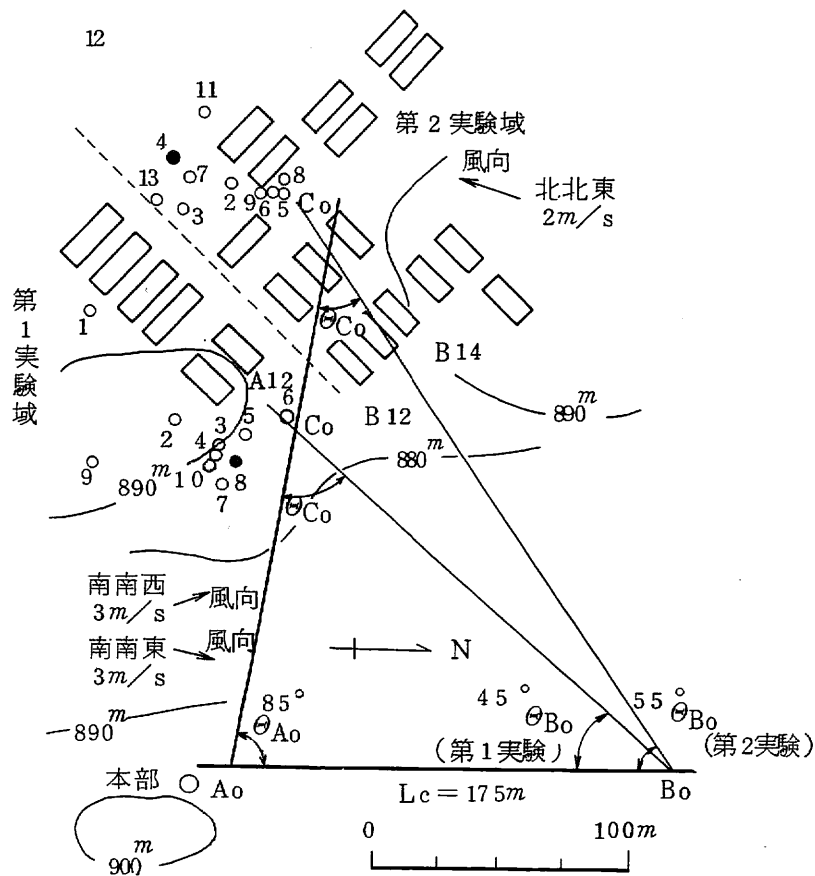 12
11
4
7
13
3
2
9
6
5
8
Co
第2実験域
風向
北北東
2m/s
第1実験域
1
ΘCo
B14
A12
6
Co
B12
890m
880m
2
3
5
4
10
8
7
9
890m
ΘCo
南南西
3m/s
風向
南南東
3m/s
風向
N
85°
ΘAo
45°
ΘBo
(第1実験)
55°
ΘBo
(第2実験)
890m
本部
Ao
Lc=175m
Bo
900m
0
100m